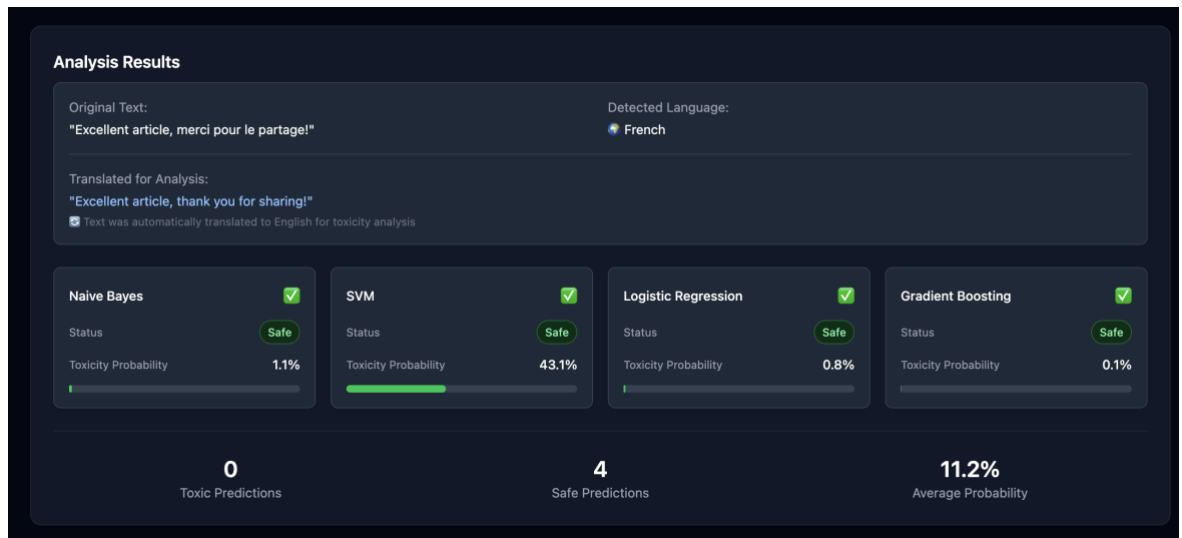 Analysis Results
Original Text:
"Excellent article, merci pour le partage!"
Detected Language:
🌍 French
Translated for Analysis:
"Excellent article, thank you for sharing!"
🔄 Text was automatically translated to English for toxicity analysis
Naive Bayes ✅
Status Safe
Toxicity Probability 1.1%
SVM ✅
Status Safe
Toxicity Probability 43.1%
Logistic Regression ✅
Status Safe
Toxicity Probability 0.8%
Gradient Boosting ✅
Status Safe
Toxicity Probability 0.1%
0
Toxic Predictions
4
Safe Predictions
11.2%
Average Probability